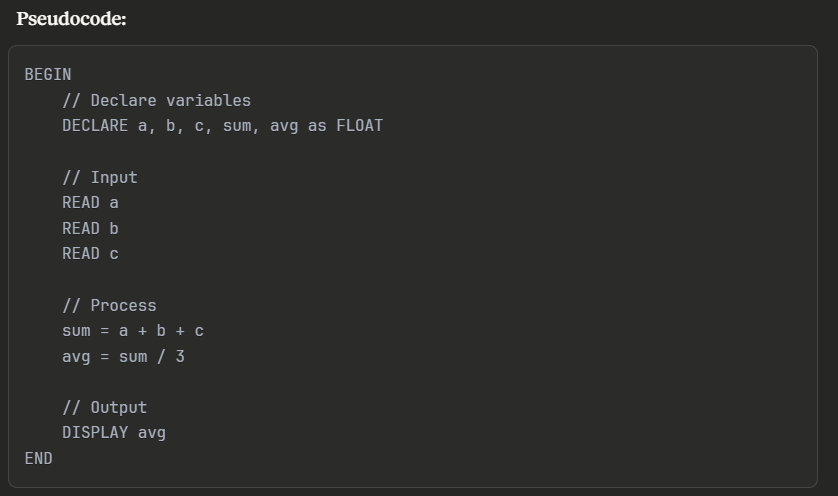 Pseudocode:
BEGIN
    // Declare variables
    DECLARE a, b, c, sum, avg as FLOAT

    // Input
    READ a
    READ b
    READ c

    // Process
    sum = a + b + c
    avg = sum / 3

    // Output
    DISPLAY avg
END